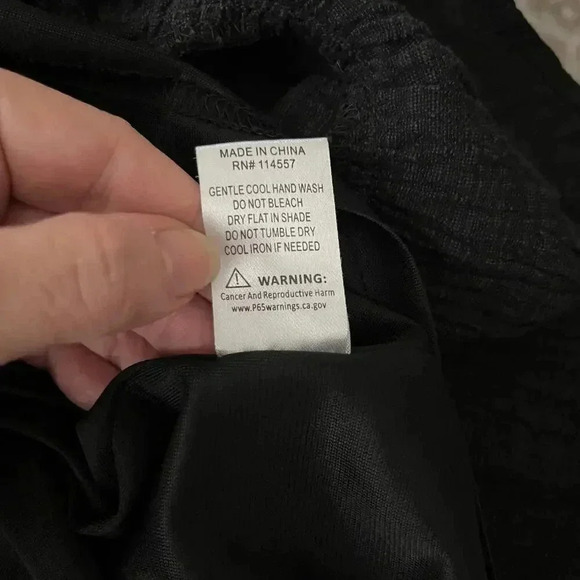 MADE IN CHINA
RN# 114557
GENTLE COOL HAND WASH
DO NOT BLEACH
DRY FLAT IN SHADE
DO NOT TUMBLE DRY
COOL IRON IF NEEDED
⚠ WARNING:
Cancer And Reproductive Harm
www.P65warnings.ca.gov